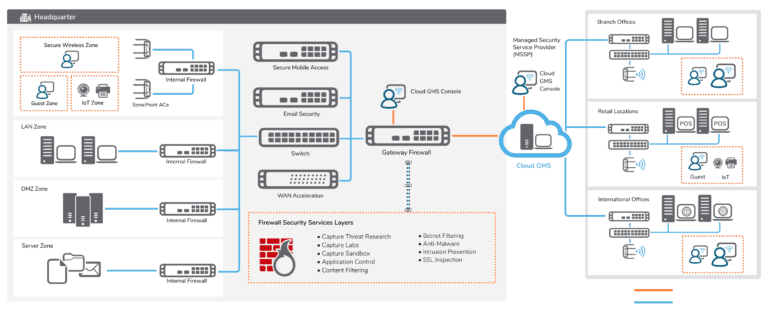 Headquarter
Secure Wireless Zone
Guest Zone
IoT Zone
SonicPoint ACe
Internal Firewall
LAN Zone
Internal Firewall
DMZ Zone
Internal Firewall
Server Zone
Internal Firewall
Secure Mobile Access
Email Security
Switch
WAN Acceleration
Cloud GMS Console
Gateway Firewall
Firewall Security Services Layers
• Capture Threat Research
• Capture Labs
• Capture Sandbox
• Application Control
• Content Filtering
• Botnet Filtering
• Anti-Malware
• Intrusion Prevention
• SSL Inspection
Managed Security
Service Provider
(MSSP)
Cloud
GMS
Console
Cloud GMS
Branch Offices
Retail Locations
POS
POS
Guest
IoT
International Offices